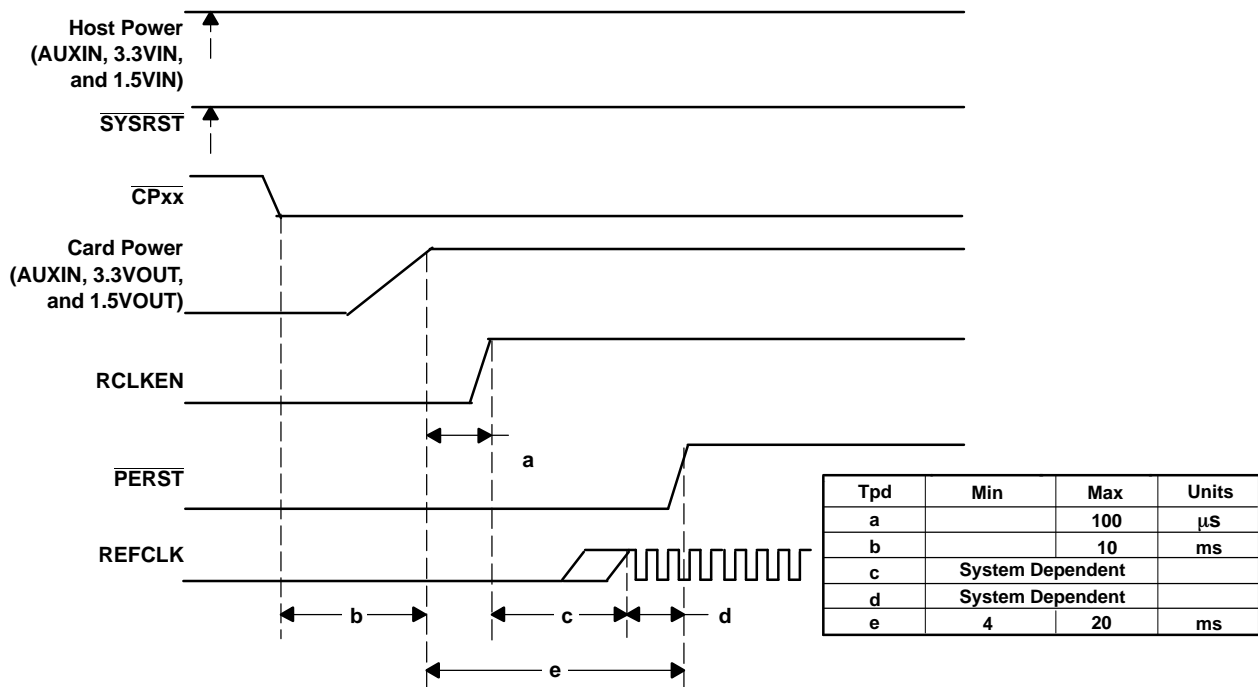 Host Power
(AUXIN, 3.3VIN,
and 1.5VIN)
SYSRST
CPxx
Card Power
(AUXIN, 3.3VOUT,
and 1.5VOUT)
RCLKEN
a
PERST
REFCLK
b
c
d
e
Tpd Min Max Units
a 100 μs
b 10 ms
c System Dependent
d System Dependent
e 4 20 ms